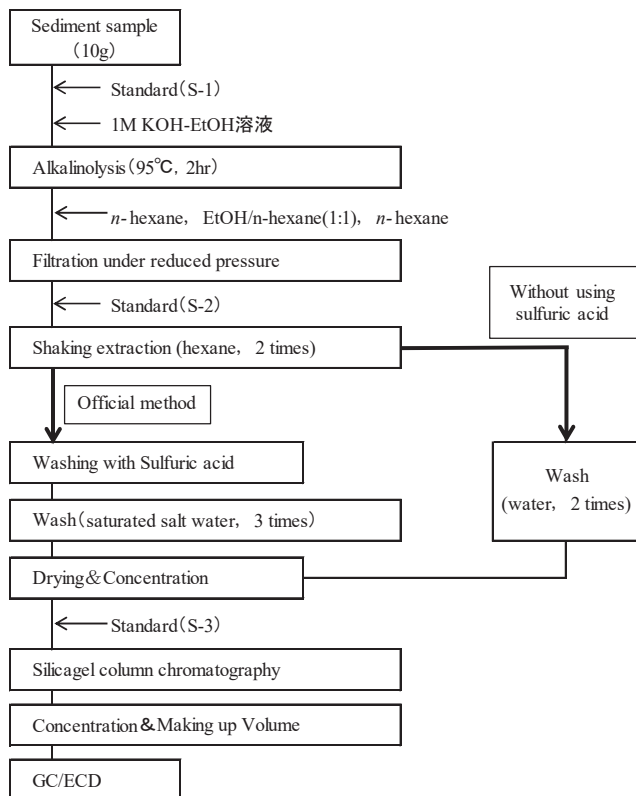 Sediment sample
（10g）
Standard（S-1）
1M KOH-EtOH溶液
Alkalinolysis（95℃，2hr）
n-hexane，EtOH/n-hexane(1:1)，n-hexane
Filtration under reduced pressure
Standard（S-2）
Without using
sulfuric acid
Shaking extraction (hexane，2 times）
Official method
Washing with Sulfuric acid
Wash
(water，2 times）
Wash（saturated salt water，3 times）
Drying＆Concentration
Standard（S-3）
Silicagel column chromatography
Concentration＆Making up Volume
GC/ECD